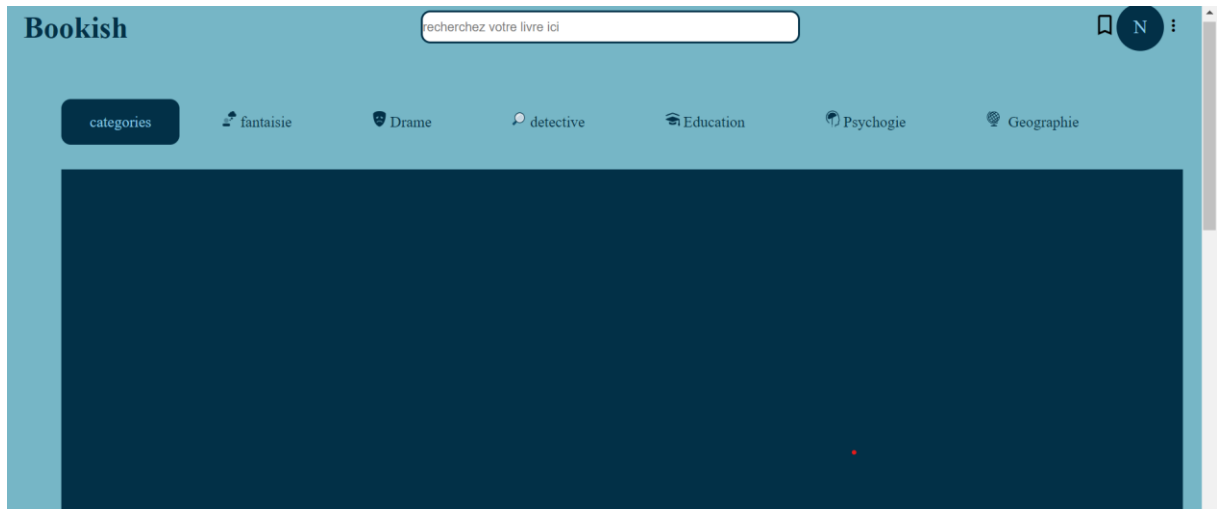 Bookish
recherchez votre livre ici
N
categories
fantaisie
Drame
detective
Education
Psychogie
Geographie